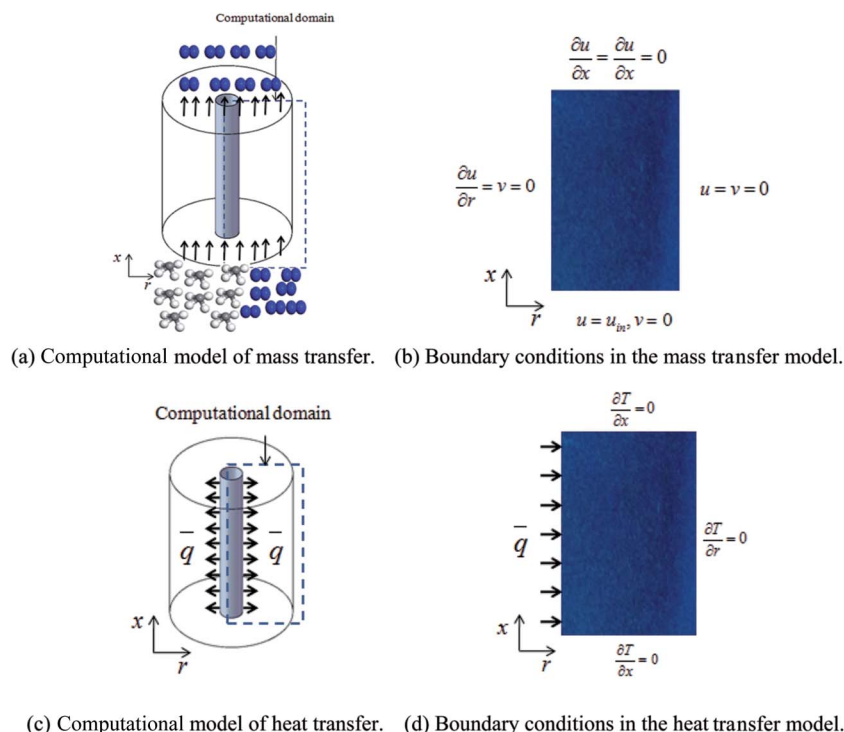 Computational domain
x
r
(a) Computational model of mass transfer.
∂u/∂x = ∂u/∂x = 0
∂u/∂r = v = 0
u = v = 0
x
r
u = u_in, v = 0
(b) Boundary conditions in the mass transfer model.
Computational domain
q̄ q̄
x
r
(c) Computational model of heat transfer.
∂T/∂x = 0
q̄
∂T/∂r = 0
x
r
∂T/∂x = 0
(d) Boundary conditions in the heat transfer model.